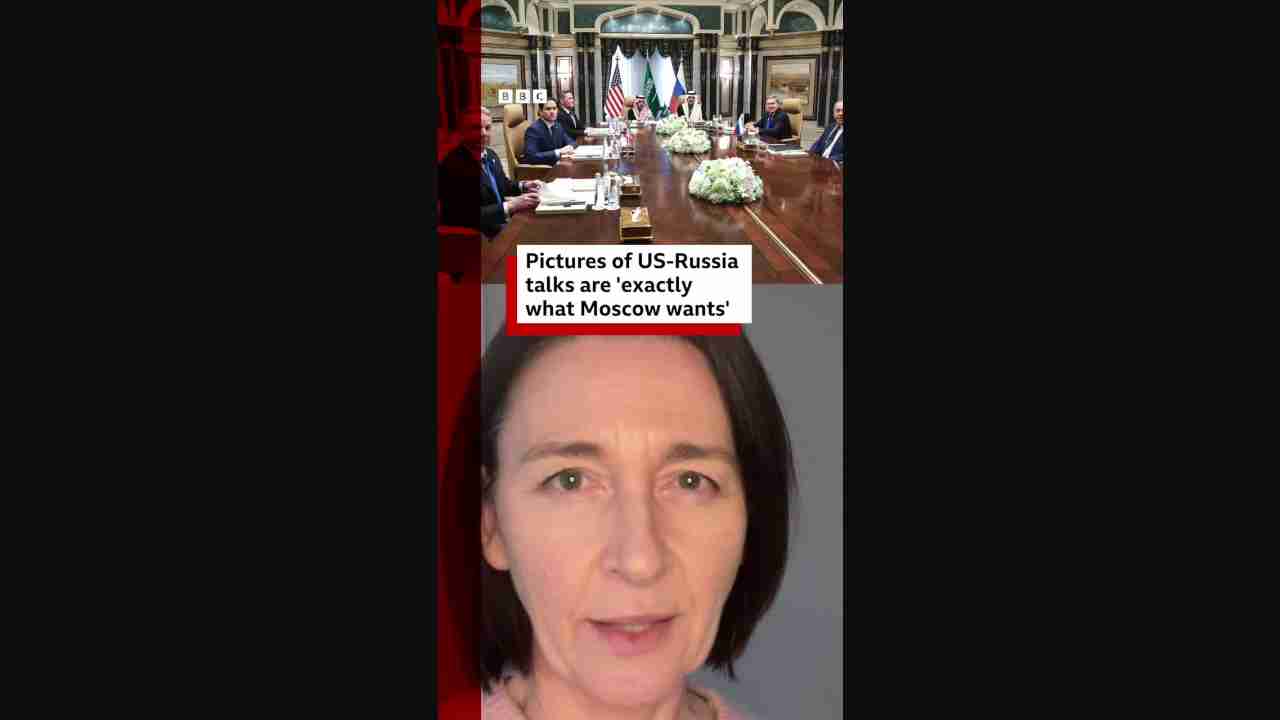 BBC
Pictures of US-Russia
talks are 'exactly
what Moscow wants'